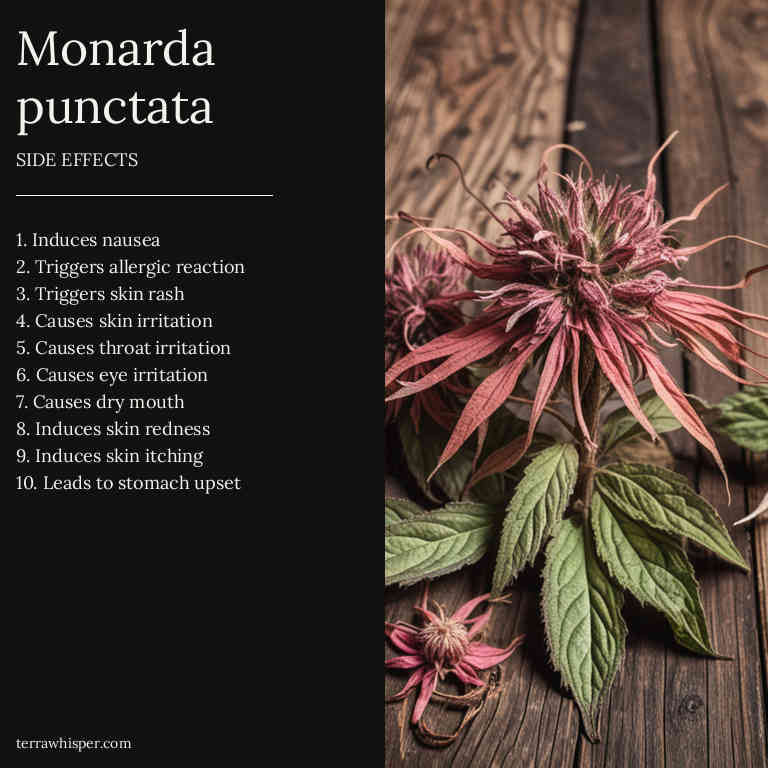 Monarda
punctata
SIDE EFFECTS
1. Induces nausea
2. Triggers allergic reaction
3. Triggers skin rash
4. Causes skin irritation
5. Causes throat irritation
6. Causes eye irritation
7. Causes dry mouth
8. Induces skin redness
9. Induces skin itching
10. Leads to stomach upset
terrawhisper.com